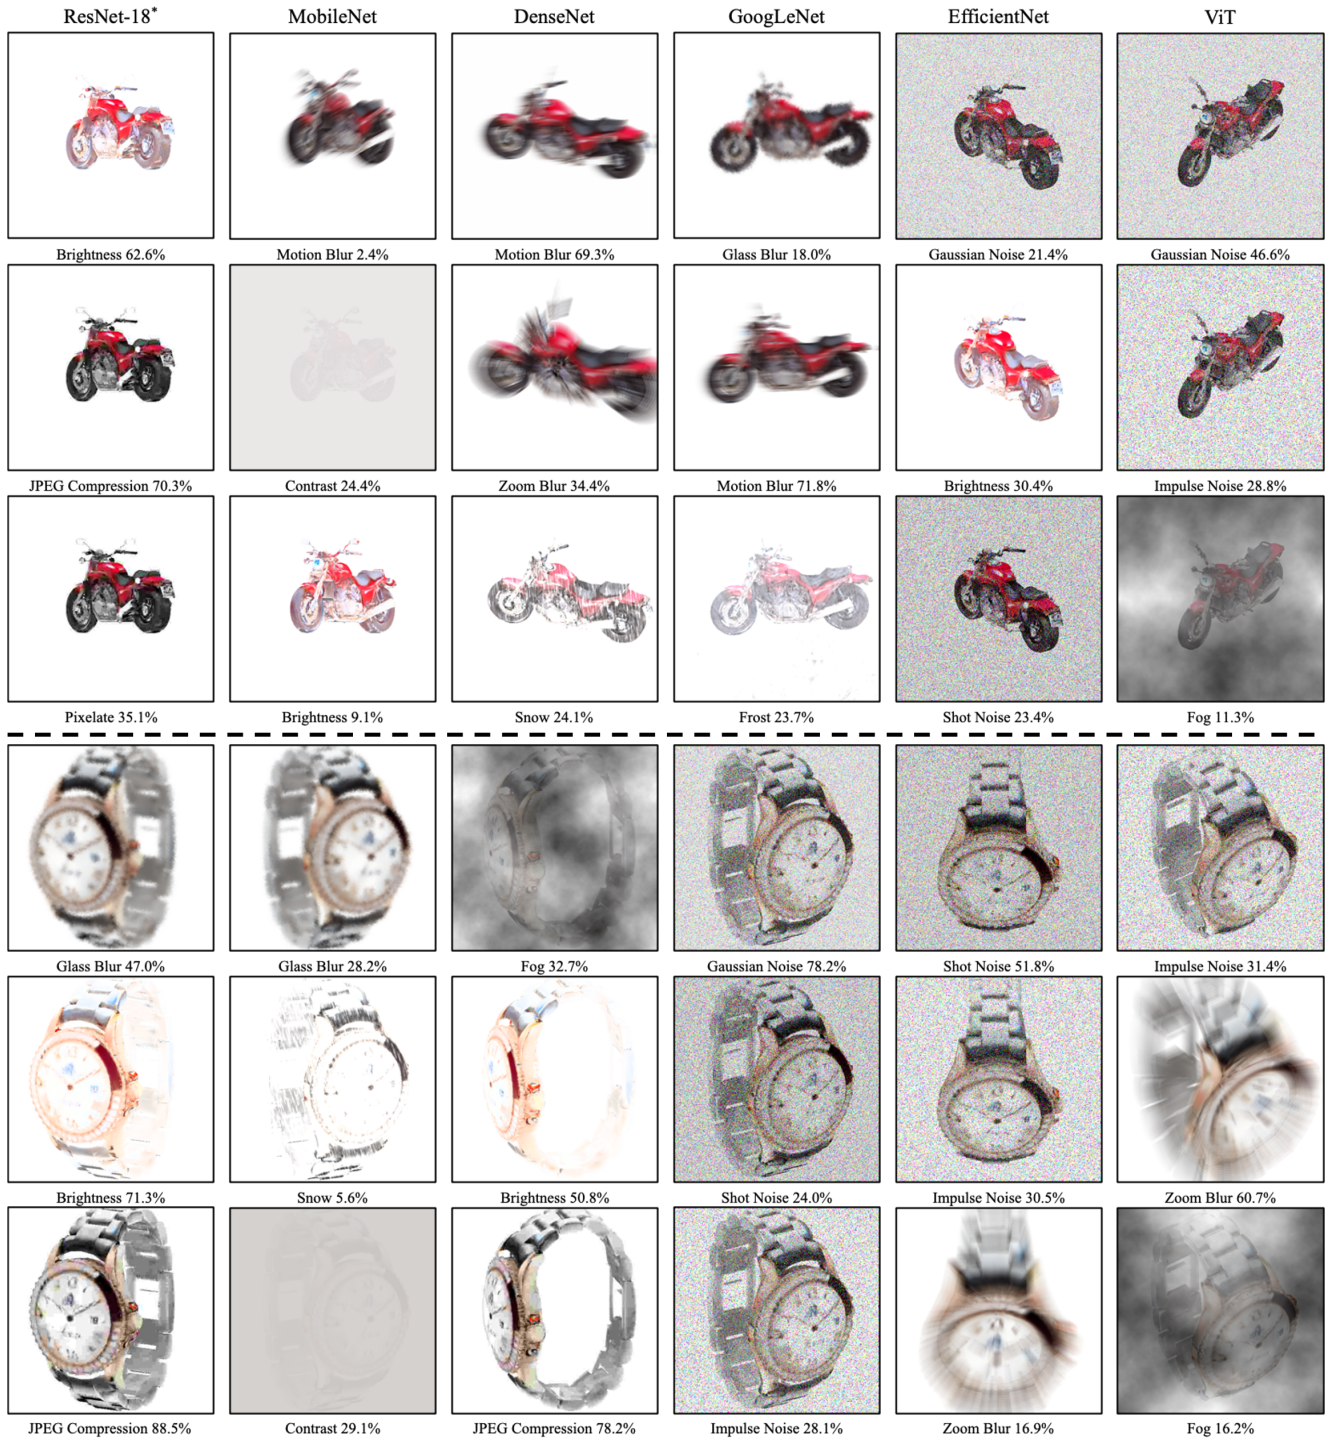 ResNet-18* MobileNet DenseNet GoogLeNet EfficientNet ViT
Brightness 62.6% Motion Blur 2.4% Motion Blur 69.3% Glass Blur 18.0% Gaussian Noise 21.4% Gaussian Noise 46.6%
JPEG Compression 70.3% Contrast 24.4% Zoom Blur 34.4% Motion Blur 71.8% Brightness 30.4% Impulse Noise 28.8%
Pixelate 35.1% Brightness 9.1% Snow 24.1% Frost 23.7% Shot Noise 23.4% Fog 11.3%
Glass Blur 47.0% Glass Blur 28.2% Fog 32.7% Gaussian Noise 78.2% Shot Noise 51.8% Impulse Noise 31.4%
Brightness 71.3% Snow 5.6% Brightness 50.8% Shot Noise 24.0% Impulse Noise 30.5% Zoom Blur 60.7%
JPEG Compression 88.5% Contrast 29.1% JPEG Compression 78.2% Impulse Noise 28.1% Zoom Blur 16.9% Fog 16.2%